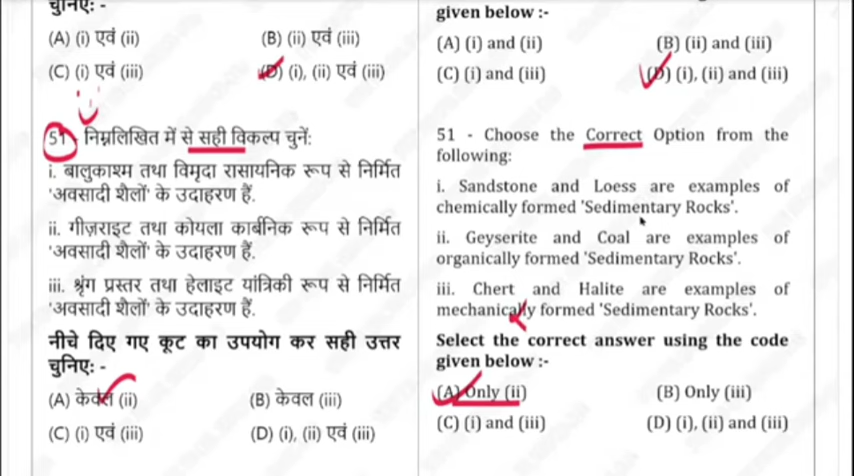 चुनिए: -
(A) (i) एवं (ii) (B) (ii) एवं (iii)
(C) (i) एवं (iii) (D) (i), (ii) एवं (iii)
51 - निम्नलिखित में से सही विकल्प चुनें:
i. बालुकाश्म तथा विमृदा रासायनिक रूप से निर्मित
'अवसादी शैलों' के उदाहरण हैं.
ii. गीज़राइट तथा कोयला कार्बनिक रूप से निर्मित
'अवसादी शैलों' के उदाहरण हैं.
iii. श्रृंग प्रस्तर तथा हेलाइट यांत्रिकी रूप से निर्मित
'अवसादी शैलों' के उदाहरण हैं.
नीचे दिए गए कूट का उपयोग कर सही उत्तर
चुनिए: -
(A) केवल (ii) (B) केवल (iii)
(C) (i) एवं (iii) (D) (i), (ii) एवं (iii)
given below :-
(A) (i) and (ii) (B) (ii) and (iii)
(C) (i) and (iii) (D) (i), (ii) and (iii)
51 - Choose the Correct Option from the
following:
i. Sandstone and Loess are examples of
chemically formed 'Sedimentary Rocks'.
ii. Geyserite and Coal are examples of
organically formed 'Sedimentary Rocks'.
iii. Chert and Halite are examples of
mechanically formed 'Sedimentary Rocks'.
Select the correct answer using the code
given below :-
(A) Only (ii) (B) Only (iii)
(C) (i) and (iii) (D) (i), (ii) and (iii)